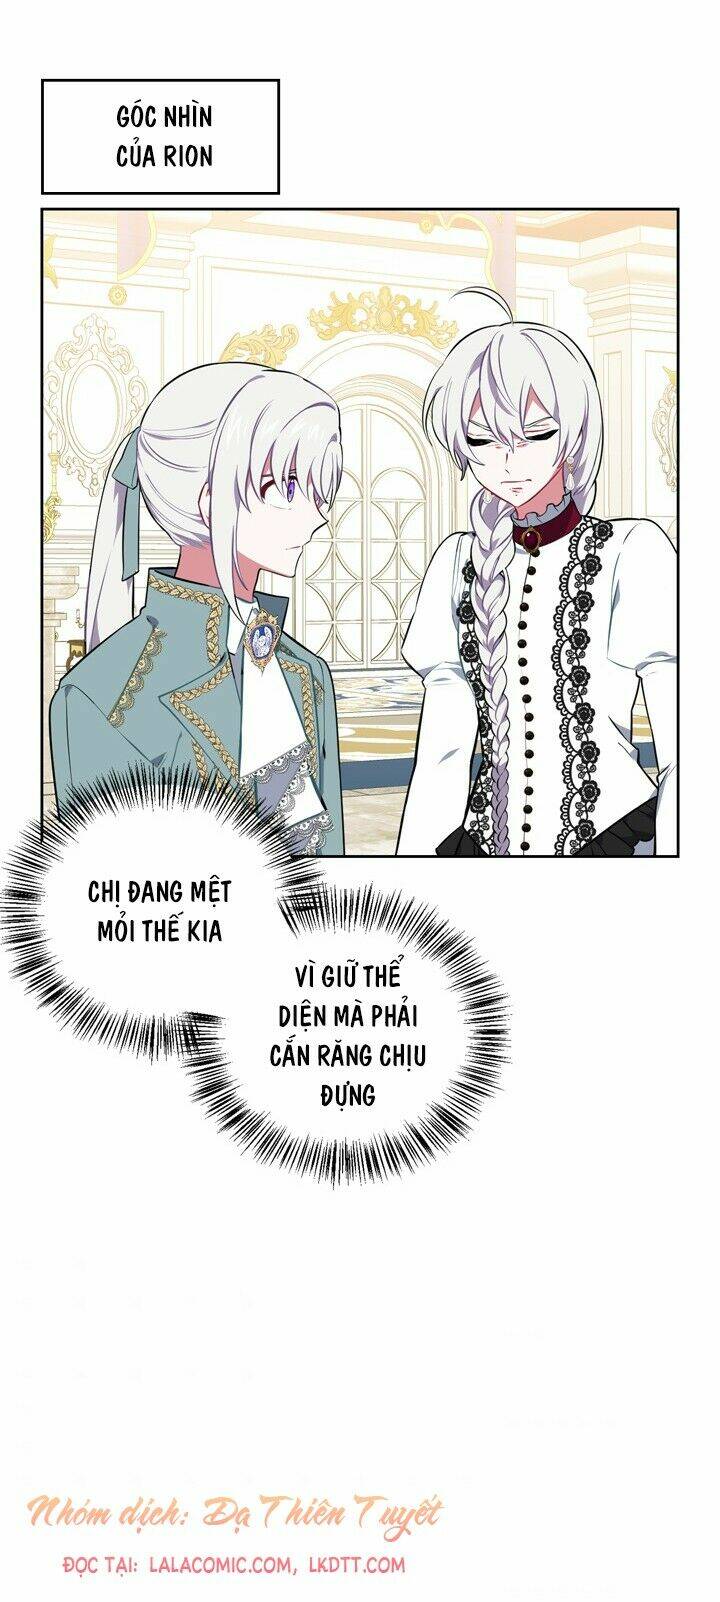 GÓC NHÌN
CỦA RION
CHỊ ĐANG MỆT
MỎI THẾ KIA
VÌ GIỮ THỂ
DIỆN MÀ PHẢI
CẮN RĂNG CHỊU
ĐỰNG
Nhóm dịch: Dạ Thiên Tuyết
ĐỌC TẠI: LALACOMIC.COM, LKDTT.COM